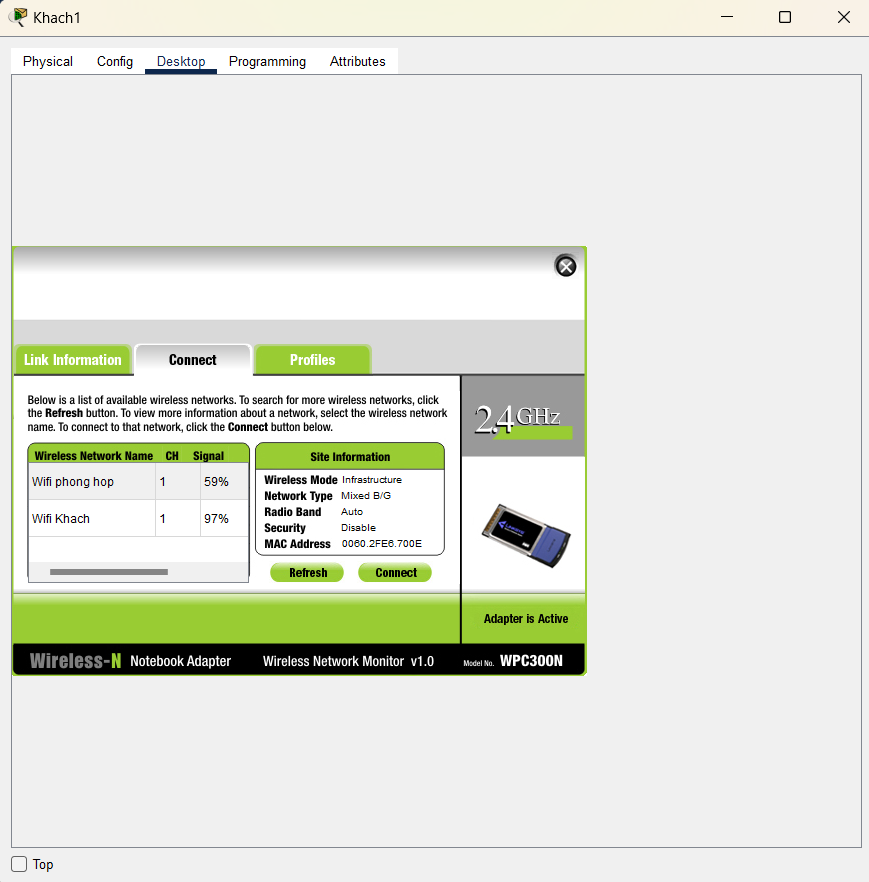 Khach1
Physical Config Desktop Programming Attributes
Link Information Connect Profiles
Below is a list of available wireless networks. To search for more wireless networks, click
the Refresh button. To view more information about a network, select the wireless network
name. To connect to that network, click the Connect button below.
2.4GHz
Wireless Network Name CH Signal
Wifi phong hop 1 59%
Wifi Khach 1 97%
Site Information
Wireless Mode Infrastructure
Network Type Mixed B/G
Radio Band Auto
Security Disable
MAC Address 0060.2FE6.700E
Refresh Connect
Adapter is Active
Wireless-N Notebook Adapter Wireless Network Monitor v1.0 Model No. WPC300N
Top